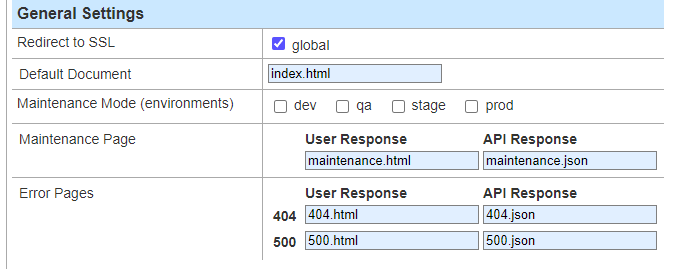 General Settings
Redirect to SSL global
Default Document index.html
Maintenance Mode (environments) dev qa stage prod
Maintenance Page User Response API Response
maintenance.html maintenance.json
Error Pages User Response API Response
404 404.html 404.json
500 500.html 500.json